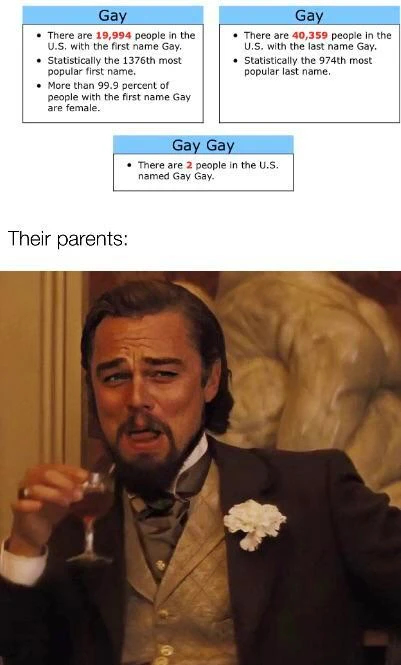 Gay
• There are 19,994 people in the
U.S. with the first name Gay.
• Statistically the 1376th most
popular first name.
• More than 99.9 percent of
people with the first name Gay
are female.
Gay
• There are 40,359 people in the
U.S. with the last name Gay.
• Statistically the 974th most
popular last name.
Gay Gay
• There are 2 people in the U.S.
named Gay Gay.
Their parents: